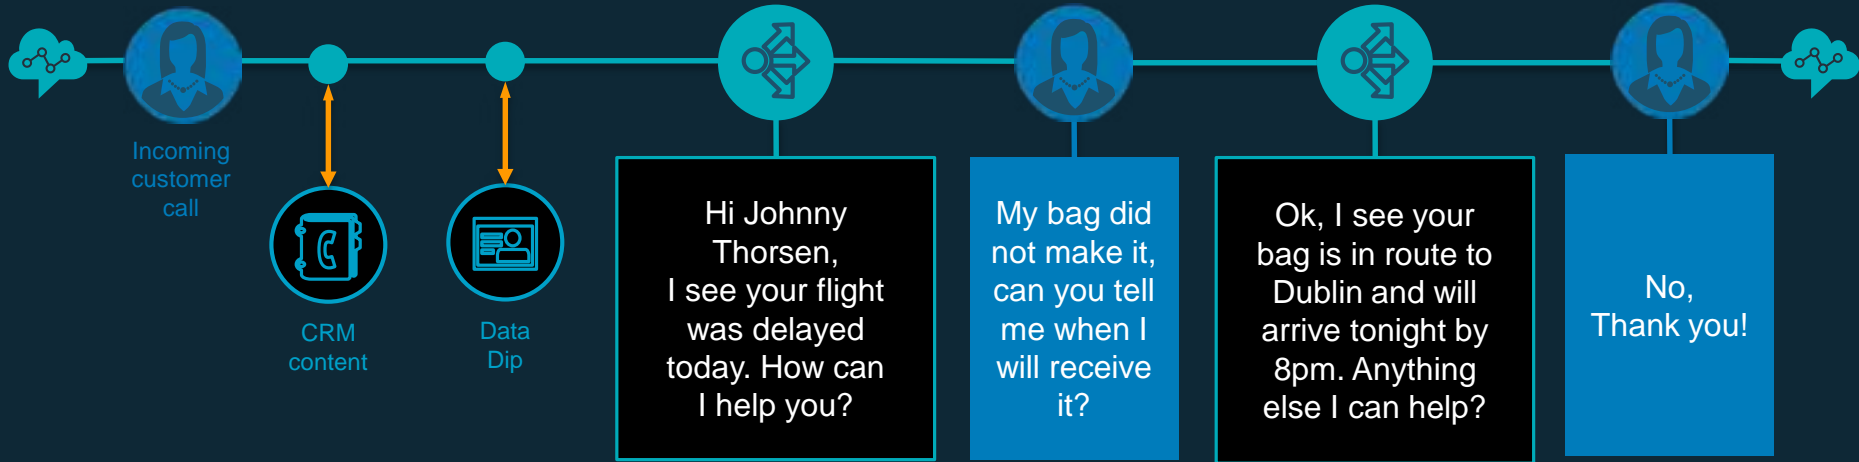 Incoming
customer
call
CRM
content
Data
Dip
Hi Johnny
Thorsen,
I see your flight
was delayed
today. How can
I help you?
My bag did
not make it,
can you tell
me when I
will receive
it?
Ok, I see your
bag is in route to
Dublin and will
arrive tonight by
8pm. Anything
else I can help?
No,
Thank you!